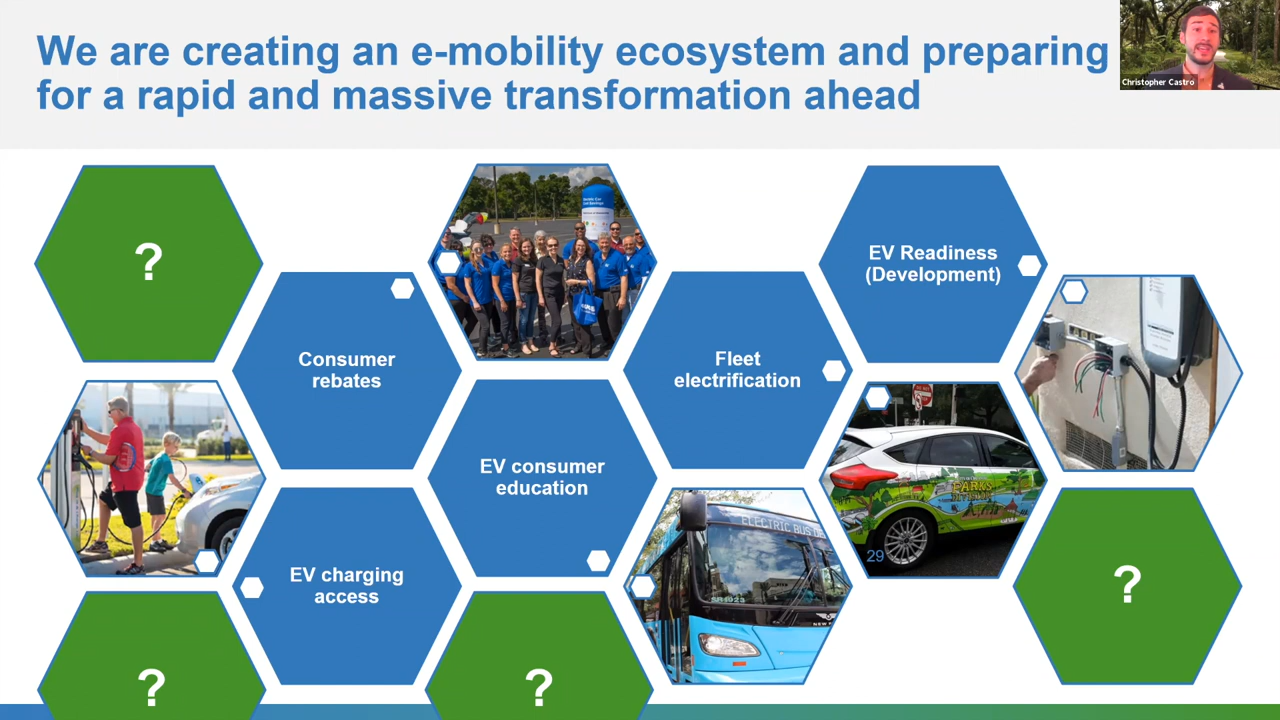 We are creating an e-mobility ecosystem and preparing
for a rapid and massive transformation ahead
Christopher Castro
?
EV Readiness
(Development)
Consumer
rebates
Fleet
electrification
EV consumer
education
ELECTRIC BUS
PARKS
29
EV charging
access
?
?
?